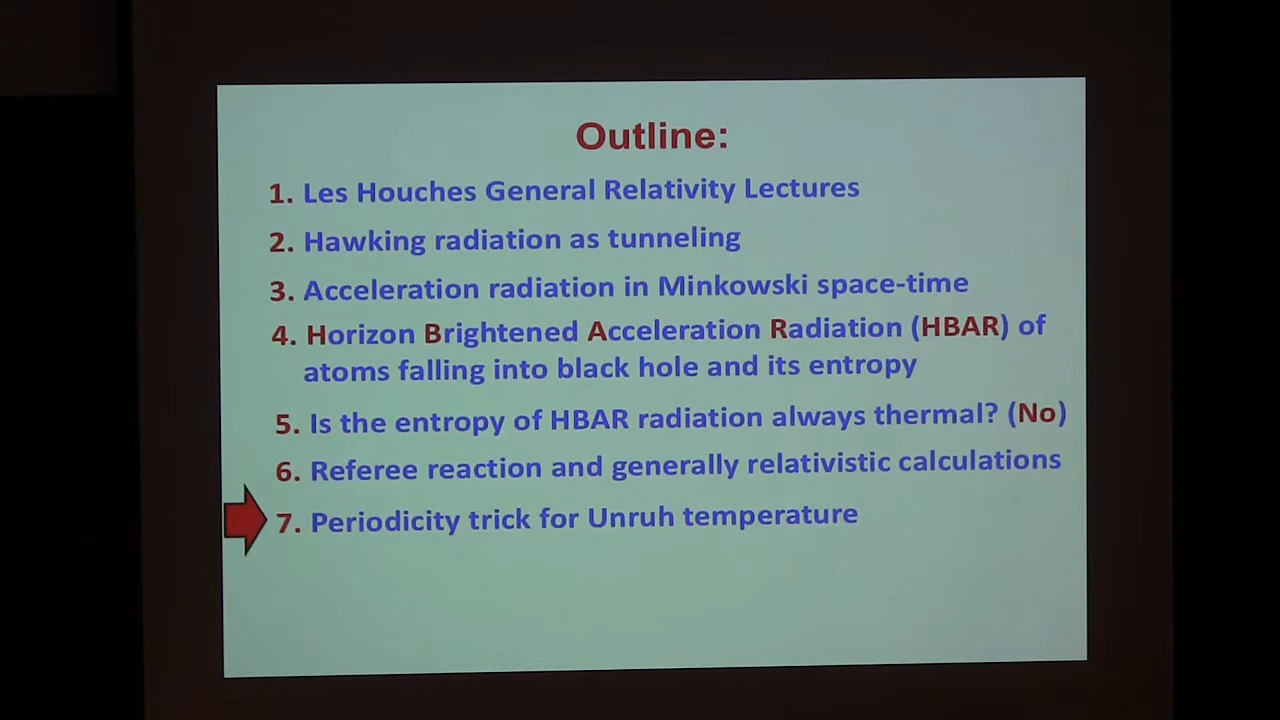 Outline:
1. Les Houches General Relativity Lectures
2. Hawking radiation as tunneling
3. Acceleration radiation in Minkowski space-time
4. Horizon Brightened Acceleration Radiation (HBAR) of
atoms falling into black hole and its entropy
5. Is the entropy of HBAR radiation always thermal? (No)
6. Referee reaction and generally relativistic calculations
7. Periodicity trick for Unruh temperature